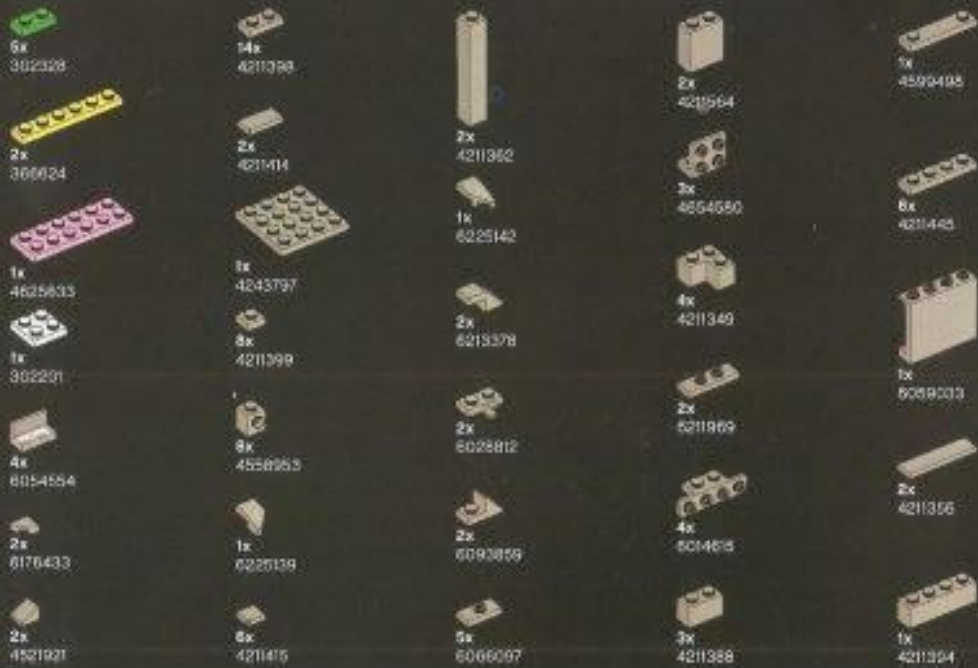 5x
302328
2x
366624
1x
4625633
1x
302201
4x
6054554
2x
6176433
2x
4521921
14x
4211398
2x
4211414
1x
4243797
8x
4211399
8x
4558953
1x
6225139
6x
4211415
2x
4211362
1x
6225142
2x
6213378
2x
6028812
2x
6093859
5x
6066097
2x
4211564
3x
4654580
4x
4211349
2x
6211969
4x
6014615
3x
4211388
1x
4599498
6x
4211445
1x
6059033
2x
4211356
1x
4211394